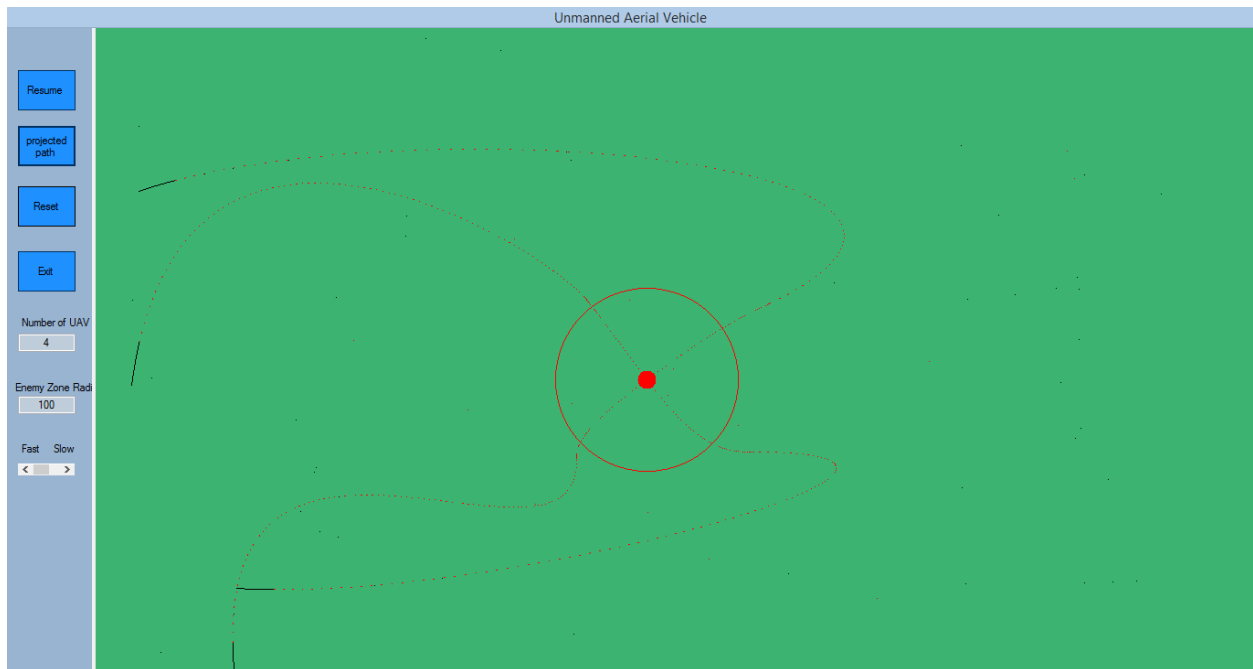 Unmanned Aerial Vehicle
Resume
projected
path
Reset
Exit
Number of UAV
4
Enemy Zone Radi
100
Fast Slow